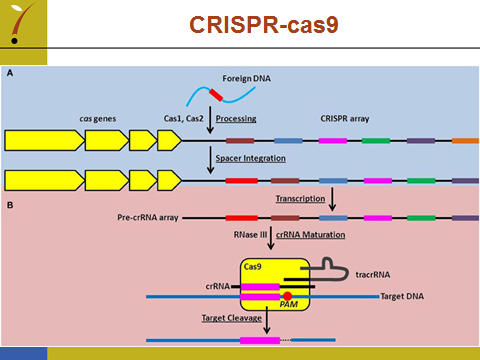 CRISPR-cas9
A
Foreign DNA
cas genes
Cas1, Cas2
Processing
CRISPR array
Spacer Integration
Transcription
B
Pre-crRNA array
RNase III
crRNA Maturation
Cas9
tracrRNA
crRNA
Target DNA
PAM
Target Cleavage